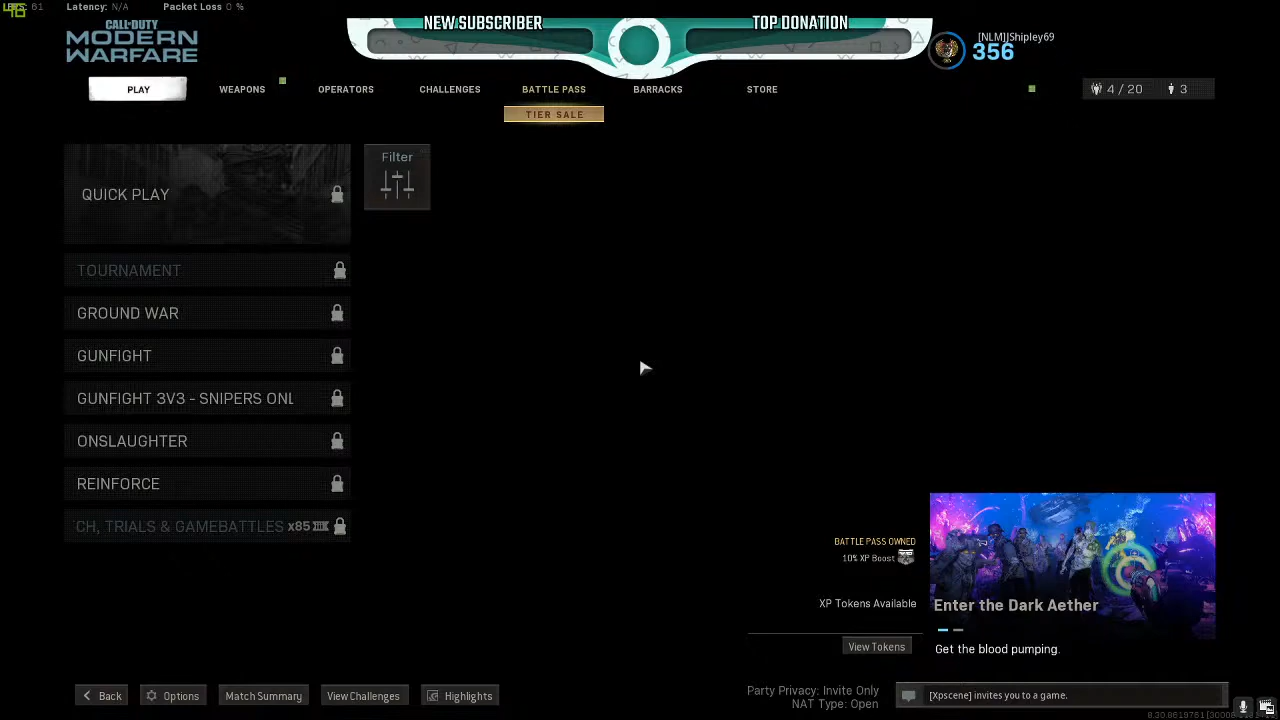 61 Latency: N/A Packet Loss 0 %
CALL OF DUTY
MODERN
WARFARE
NEW SUBSCRIBER
TOP DONATION
[NLM]JShipley69
356
PLAY
WEAPONS
OPERATORS
CHALLENGES
BATTLE PASS
BARRACKS
STORE
4 / 20
3
TIER SALE
QUICK PLAY
Filter
TOURNAMENT
GROUND WAR
GUNFIGHT
GUNFIGHT 3V3 - SNIPERS ONL
ONSLAUGHTER
REINFORCE
CH, TRIALS & GAMEBATTLES x85
BATTLE PASS OWNED
10% XP Boost
XP Tokens Available
View Tokens
Enter the Dark Aether
Get the blood pumping.
Back
Options
Match Summary
View Challenges
Highlights
Party Privacy: Invite Only
NAT Type: Open
[Xpscene] invites you to a game.